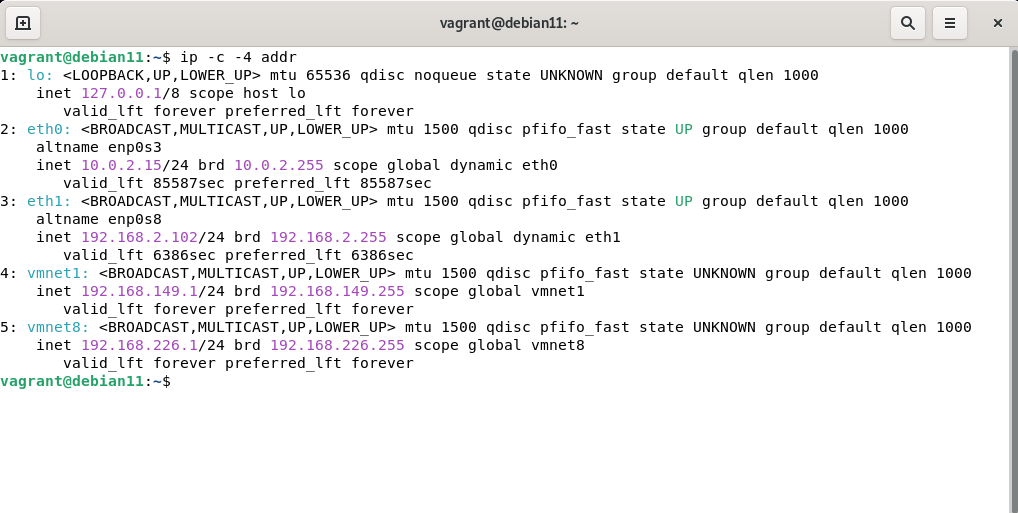 vagrant@debian11: ~
vagrant@debian11:~$ ip -c -4 addr
1: lo: <LOOPBACK,UP,LOWER_UP> mtu 65536 qdisc noqueue state UNKNOWN group default qlen 1000
    inet 127.0.0.1/8 scope host lo
       valid_lft forever preferred_lft forever
2: eth0: <BROADCAST,MULTICAST,UP,LOWER_UP> mtu 1500 qdisc pfifo_fast state UP group default qlen 1000
    altname enp0s3
    inet 10.0.2.15/24 brd 10.0.2.255 scope global dynamic eth0
       valid_lft 85587sec preferred_lft 85587sec
3: eth1: <BROADCAST,MULTICAST,UP,LOWER_UP> mtu 1500 qdisc pfifo_fast state UP group default qlen 1000
    altname enp0s8
    inet 192.168.2.102/24 brd 192.168.2.255 scope global dynamic eth1
       valid_lft 6386sec preferred_lft 6386sec
4: vmnet1: <BROADCAST,MULTICAST,UP,LOWER_UP> mtu 1500 qdisc pfifo_fast state UNKNOWN group default qlen 1000
    inet 192.168.149.1/24 brd 192.168.149.255 scope global vmnet1
       valid_lft forever preferred_lft forever
5: vmnet8: <BROADCAST,MULTICAST,UP,LOWER_UP> mtu 1500 qdisc pfifo_fast state UNKNOWN group default qlen 1000
    inet 192.168.226.1/24 brd 192.168.226.255 scope global vmnet8
       valid_lft forever preferred_lft forever
vagrant@debian11:~$